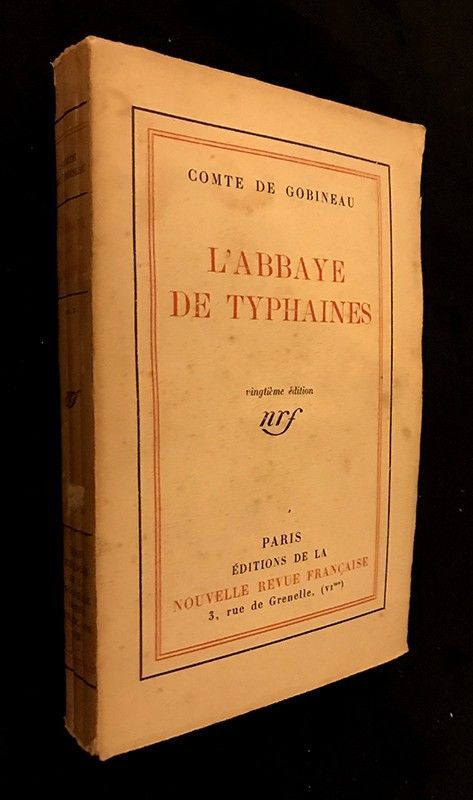 COMTE DE GOBINEAU
L'ABBAYE
DE TYPHAINES
vingtième édition
nrf
PARIS
ÉDITIONS DE LA
NOUVELLE REVUE FRANÇAISE
3, rue de Grenelle, (VIme)
nrf